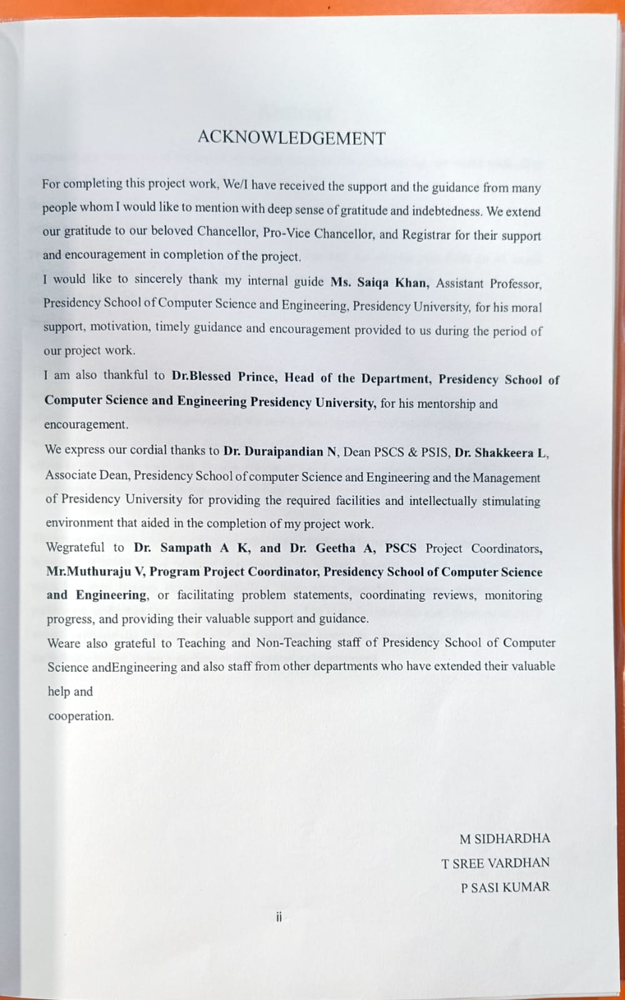 ACKNOWLEDGEMENT
For completing this project work, We/I have received the support and the guidance from many
people whom I would like to mention with deep sense of gratitude and indebtedness. We extend
our gratitude to our beloved Chancellor, Pro-Vice Chancellor, and Registrar for their support
and encouragement in completion of the project.
I would like to sincerely thank my internal guide Ms. Saiqa Khan, Assistant Professor,
Presidency School of Computer Science and Engineering, Presidency University, for his moral
support, motivation, timely guidance and encouragement provided to us during the period of
our project work.
I am also thankful to Dr.Blessed Prince, Head of the Department, Presidency School of
Computer Science and Engineering Presidency University, for his mentorship and
encouragement.
We express our cordial thanks to Dr. Duraipandian N, Dean PSCS & PSIS, Dr. Shakkeera L,
Associate Dean, Presidency School of computer Science and Engineering and the Management
of Presidency University for providing the required facilities and intellectually stimulating
environment that aided in the completion of my project work.
Wegrateful to Dr. Sampath A K, and Dr. Geetha A, PSCS Project Coordinators,
Mr.Muthuraju V, Program Project Coordinator, Presidency School of Computer Science
and Engineering, or facilitating problem statements, coordinating reviews, monitoring
progress, and providing their valuable support and guidance.
Weare also grateful to Teaching and Non-Teaching staff of Presidency School of Computer
Science andEngineering and also staff from other departments who have extended their valuable
help and
cooperation.
M SIDHARDHA
T SREE VARDHAN
P SASI KUMAR
ii